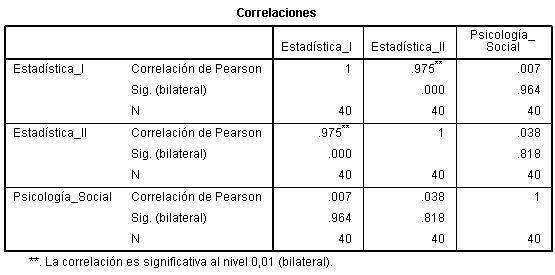 Correlaciones
Estadística_I Estadística_II Psicología_
Social
Estadística_I Correlación de Pearson 1 .975** .007
Sig. (bilateral) .000 .964
N 40 40 40
Estadística_II Correlación de Pearson .975** 1 .038
Sig. (bilateral) .000 .818
N 40 40 40
Psicología_Social Correlación de Pearson .007 .038 1
Sig. (bilateral) .964 .818
N 40 40 40
**. La correlación es significativa al nivel 0,01 (bilateral).